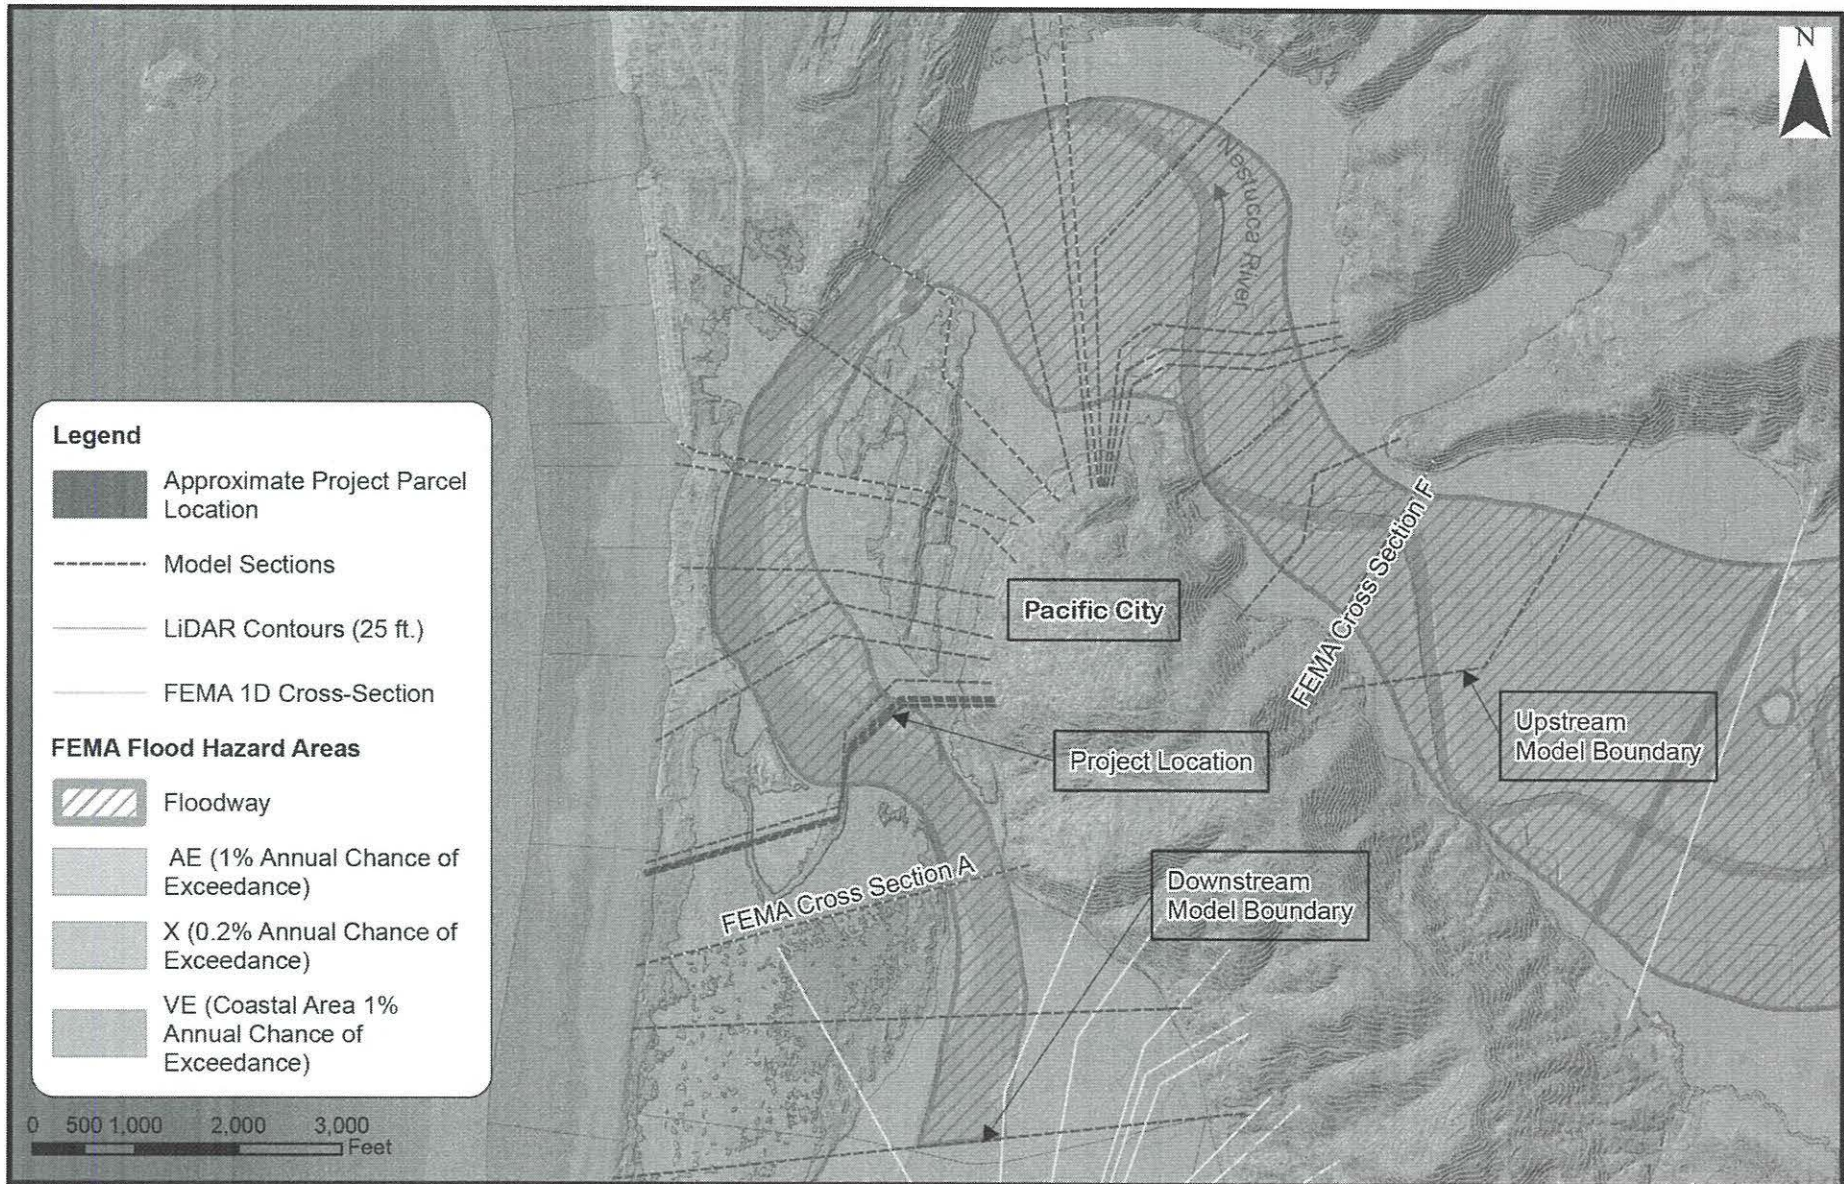 N
Nestucca River
Legend
Approximate Project Parcel
Location
Model Sections
LiDAR Contours (25 ft.)
FEMA 1D Cross-Section
FEMA Flood Hazard Areas
Floodway
AE (1% Annual Chance of
Exceedance)
X (0.2% Annual Chance of
Exceedance)
VE (Coastal Area 1%
Annual Chance of
Exceedance)
0 500 1,000 2,000 3,000
Feet
Pacific City
FEMA Cross Section F
Upstream
Model Boundary
Project Location
Downstream
Model Boundary
FEMA Cross Section A